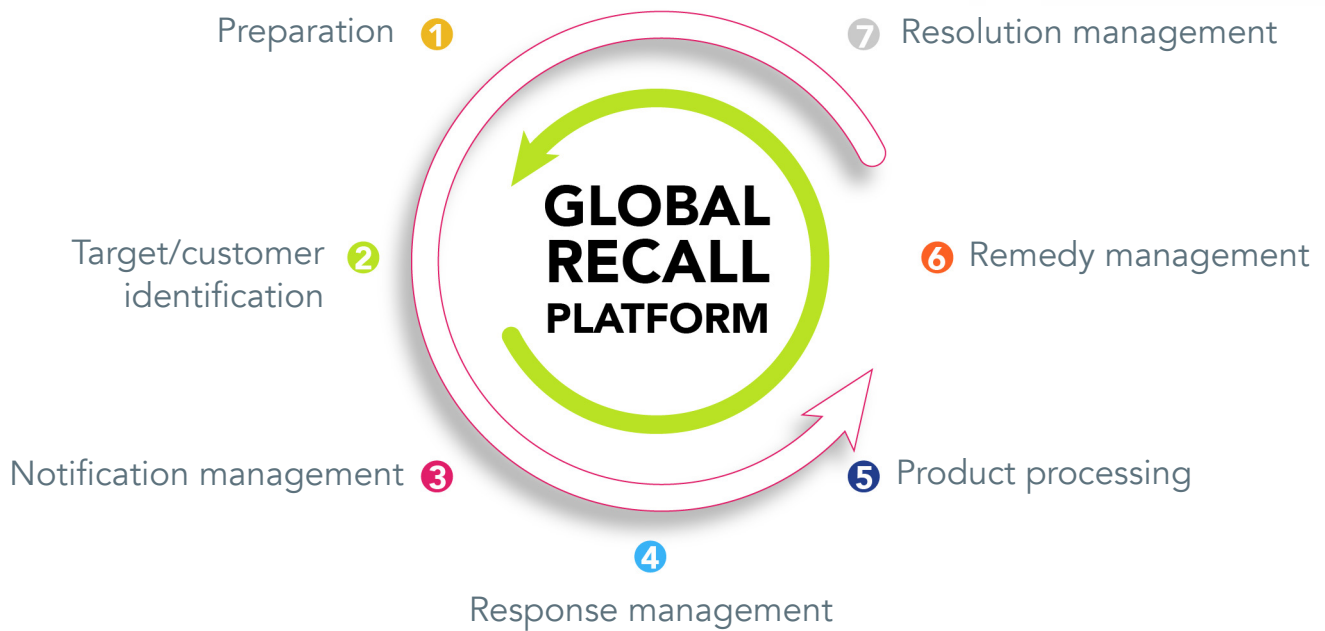 GLOBAL
RECALL
PLATFORM
1 Preparation
2 Target/customer
identification
3 Notification management
4
Response management
5 Product processing
6 Remedy management
7 Resolution management